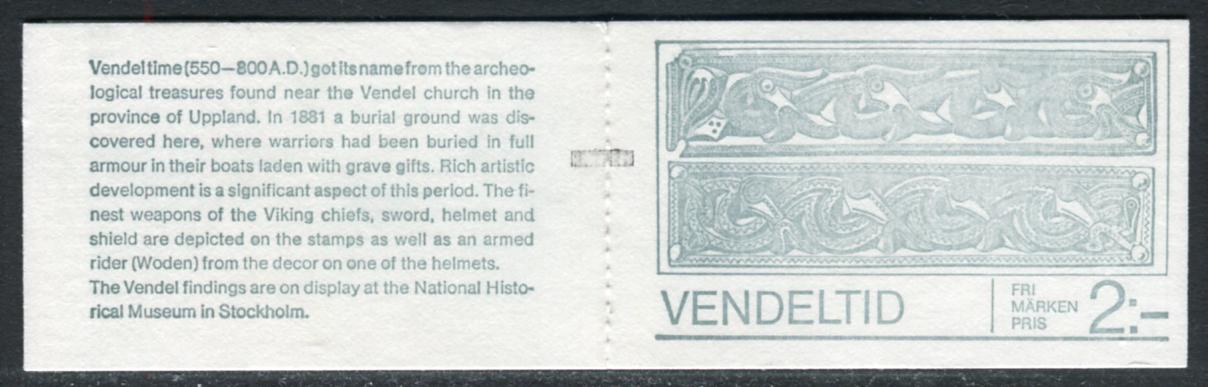 Vendeltime (550–800 A.D.) got its name from the archeo-
logical treasures found near the Vendel church in the
province of Uppland. In 1881 a burial ground was dis-
covered here, where warriors had been buried in full
armour in their boats laden with grave gifts. Rich artistic
development is a significant aspect of this period. The fi-
nest weapons of the Viking chiefs, sword, helmet and
shield are depicted on the stamps as well as an armed
rider (Woden) from the decor on one of the helmets.
The Vendel findings are on display at the National Histo-
rical Museum in Stockholm.
VENDELTID
FRI
MÄRKEN
PRIS
2:–